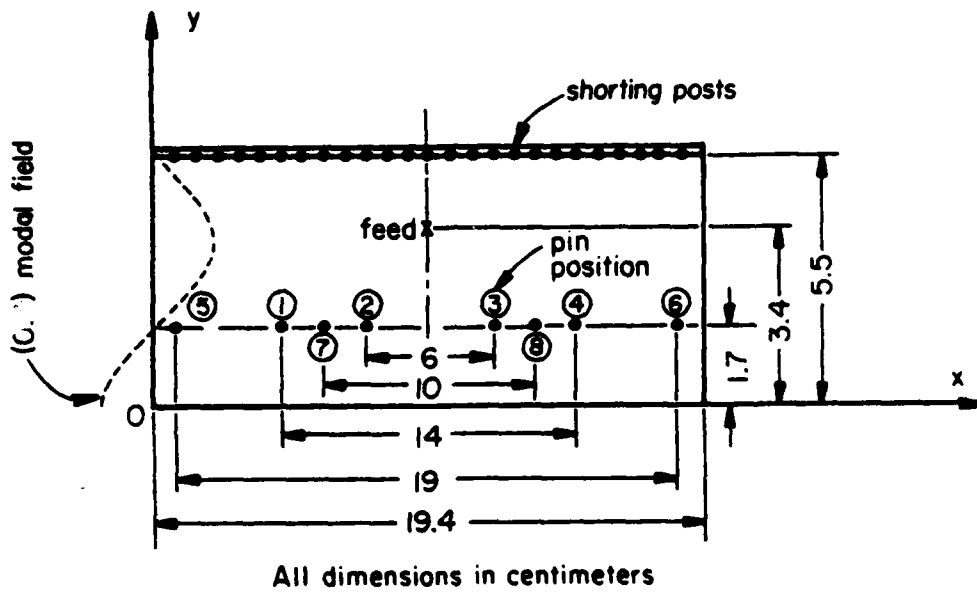 y
shorting posts
modal field
feed
pin
position
5
1
2
3
4
6
7
8
6
10
14
19
19.4
1.7
3.4
5.5
x
0
All dimensions in centimeters